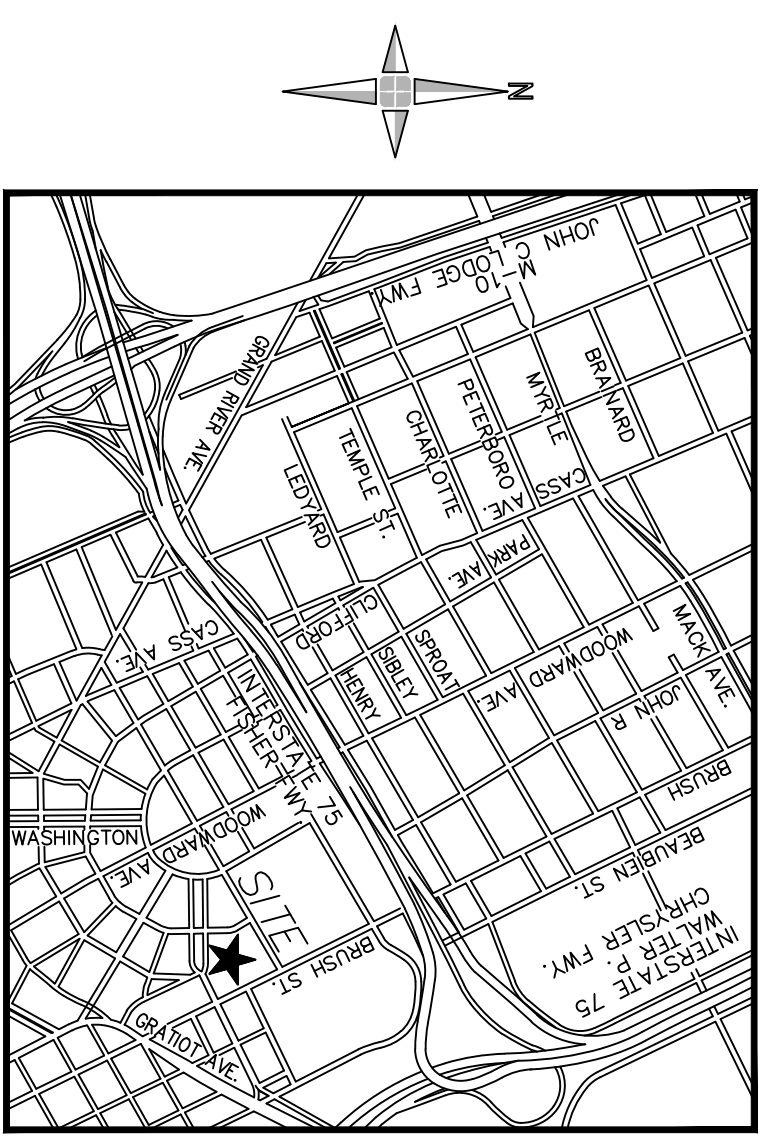 N
JOHN C LODGE FWY
M-10
GRAND RIVER AVE.
BRAINARD
MYRTLE
PETERBORO
CHARLOTTE
TEMPLE ST.
LEDYARD
CASS AVE.
PARK AVE.
CLIFFORD
CASS AVE.
SPROAT
SIBLEY
HENRY
WOODWARD AVE.
MACK AVE.
JOHN R
BRUSH
BEAUBEN ST.
INTERSTATE 75
FISHER FWY
WASHINGTON
WOODWARD AVE.
SITE
BRUSH ST.
INTERSTATE 75
WALTER P.
CHRYSLER FWY.
GRATIOT AVE.